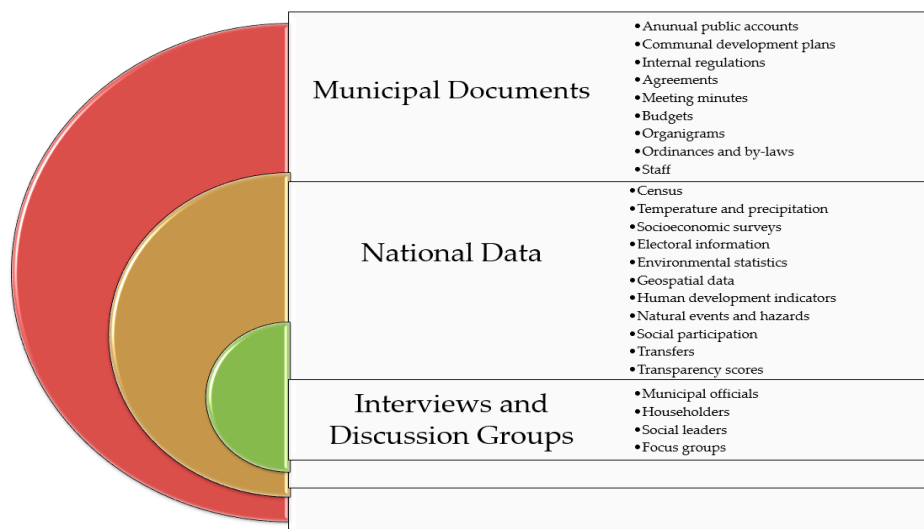 Municipal Documents
•Anunual public accounts
•Communal development plans
•Internal regulations
•Agreements
•Meeting minutes
•Budgets
•Organigrams
•Ordinances and by-laws
•Staff
National Data
•Census
•Temperature and precipitation
•Socioeconomic surveys
•Electoral information
•Environmental statistics
•Geospatial data
•Human development indicators
•Natural events and hazards
•Social participation
•Transfers
•Transparency scores
Interviews and
Discussion Groups
•Municipal officials
•Householders
•Social leaders
•Focus groups